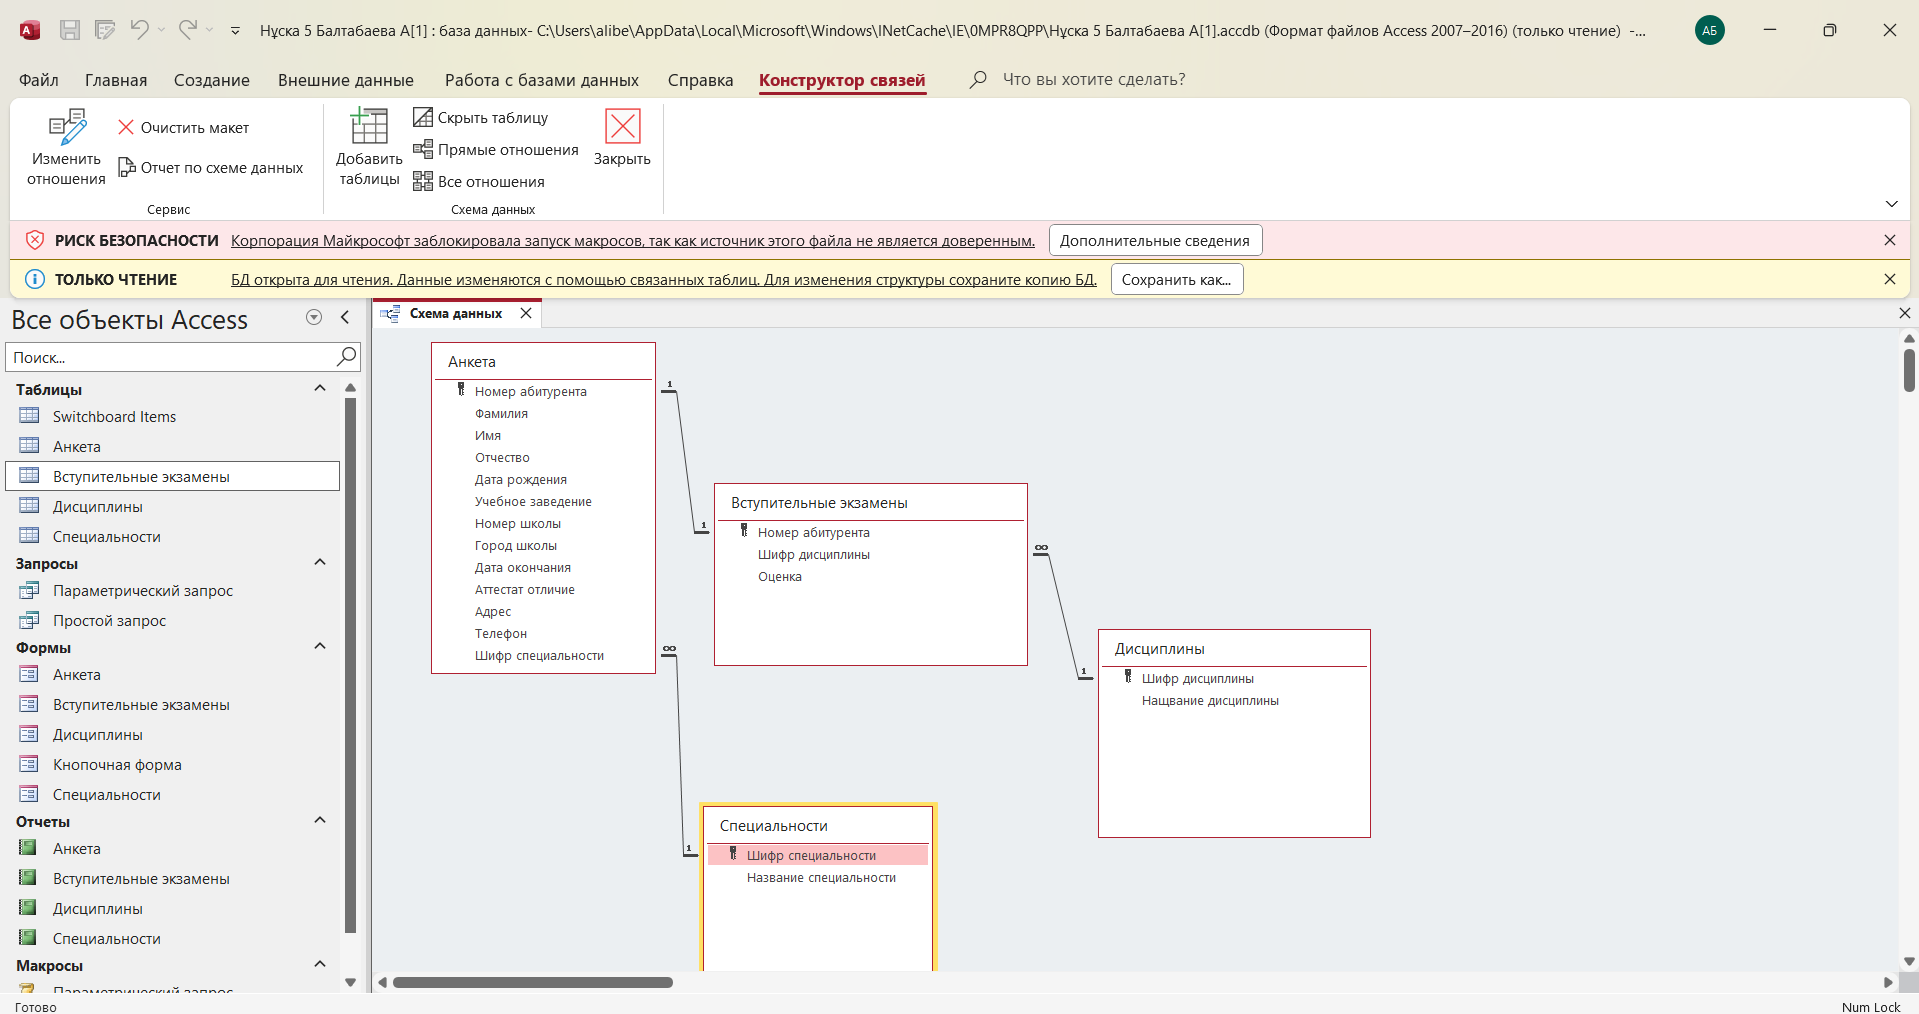 Нұска 5 Балтабаева А[1] : база данных- C:\Users\alibe\AppData\Local\Microsoft\Windows\INetCache\IE\0MPR8QPP\Нұска 5 Балтабаева А[1].accdb (Формат файлов Access 2007–2016) (только чтение) -...
АБ
Файл Главная Создание Внешние данные Работа с базами данных Справка Конструктор связей Что вы хотите сделать?
Изменить отношения
Очистить макет
Отчет по схеме данных
Сервис
Добавить таблицы
Скрыть таблицу
Прямые отношения
Все отношения
Закрыть
Схема данных
РИСК БЕЗОПАСНОСТИ Корпорация Майкрософт заблокировала запуск макросов, так как источник этого файла не является доверенным. Дополнительные сведения
ТОЛЬКО ЧТЕНИЕ БД открыта для чтения. Данные изменяются с помощью связанных таблиц. Для изменения структуры сохраните копию БД. Сохранить как...
Все объекты Access
Поиск...
Таблицы
Switchboard Items
Анкета
Вступительные экзамены
Дисциплины
Специальности
Запросы
Параметрический запрос
Простой запрос
Формы
Анкета
Вступительные экзамены
Дисциплины
Кнопочная форма
Специальности
Отчеты
Анкета
Вступительные экзамены
Дисциплины
Специальности
Макросы
Параметрический запрос
Схема данных
Анкета
Номер абитурента
Фамилия
Имя
Отчество
Дата рождения
Учебное заведение
Номер школы
Город школы
Дата окончания
Аттестат отличие
Адрес
Телефон
Шифр специальности
1
1
∞
1
Вступительные экзамены
Номер абитурента
Шифр дисциплины
Оценка
∞
1
Дисциплины
Шифр дисциплины
Нащвание дисциплины
Специальности
Шифр специальности
Название специальности
Готово
Num Lock